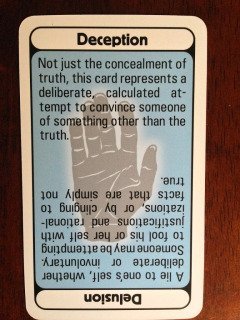 Deception
Not just the concealment of
truth, this card represents a
deliberate, calculated at-
tempt to convince someone
of something other than the
truth.
Delusion
A lie to one's self, whether
deliberate or involuntary.
Someone may be attempting
to fool his or her self with
justifications and rational-
izations, or by clinging to
facts that are simply not
true.